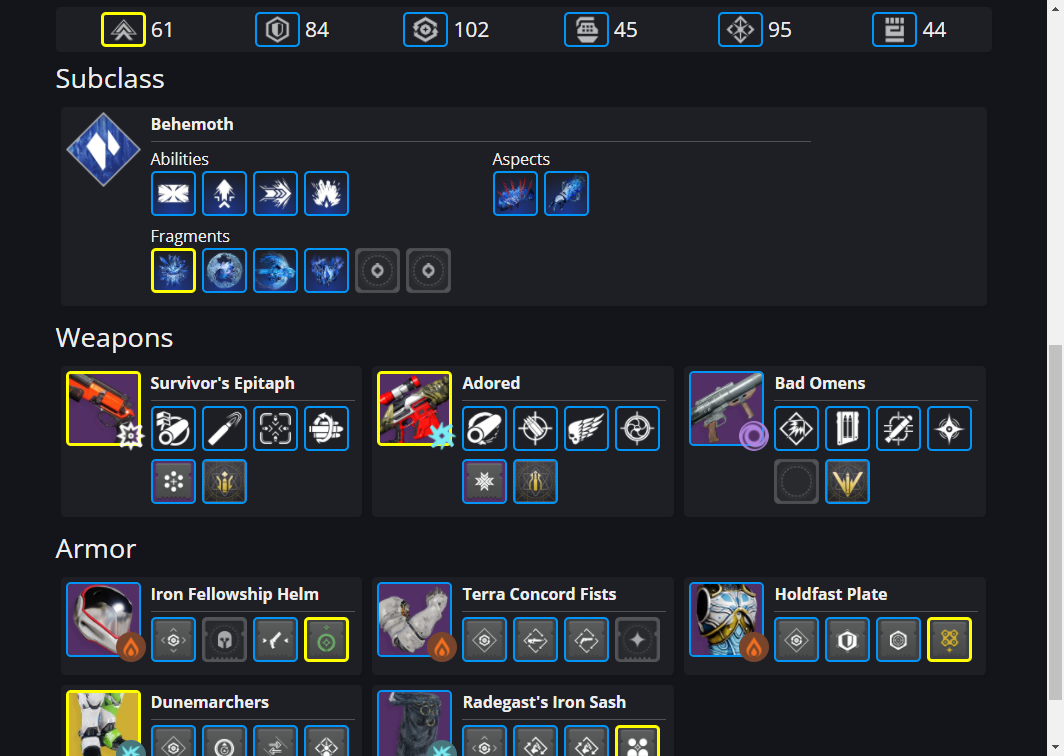 61 84 102 45 95 44
Subclass
Behemoth
Abilities Aspects
Fragments
Weapons
Survivor's Epitaph Adored Bad Omens
Armor
Iron Fellowship Helm Terra Concord Fists Holdfast Plate
Dunemarchers Radegast's Iron Sash